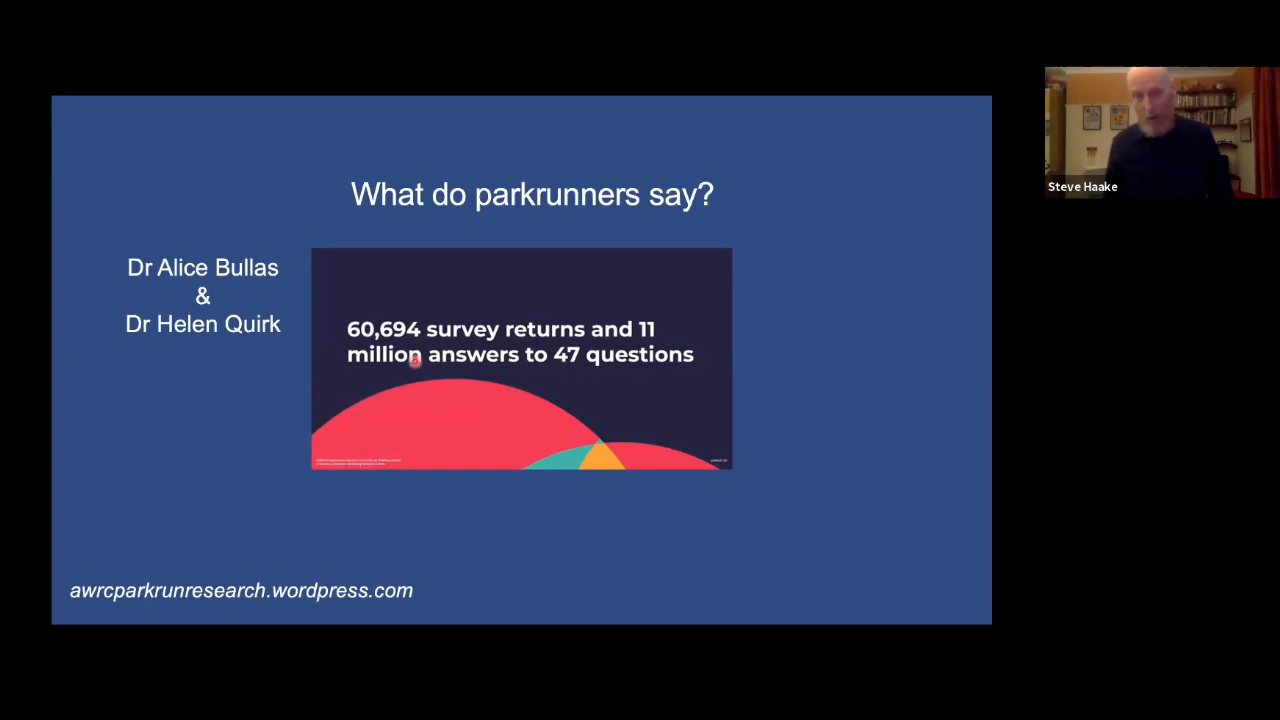 What do parkrunners say?
Dr Alice Bullas
&
Dr Helen Quirk
60,694 survey returns and 11
million answers to 47 questions
awrcparkrunresearch.wordpress.com
Steve Haake